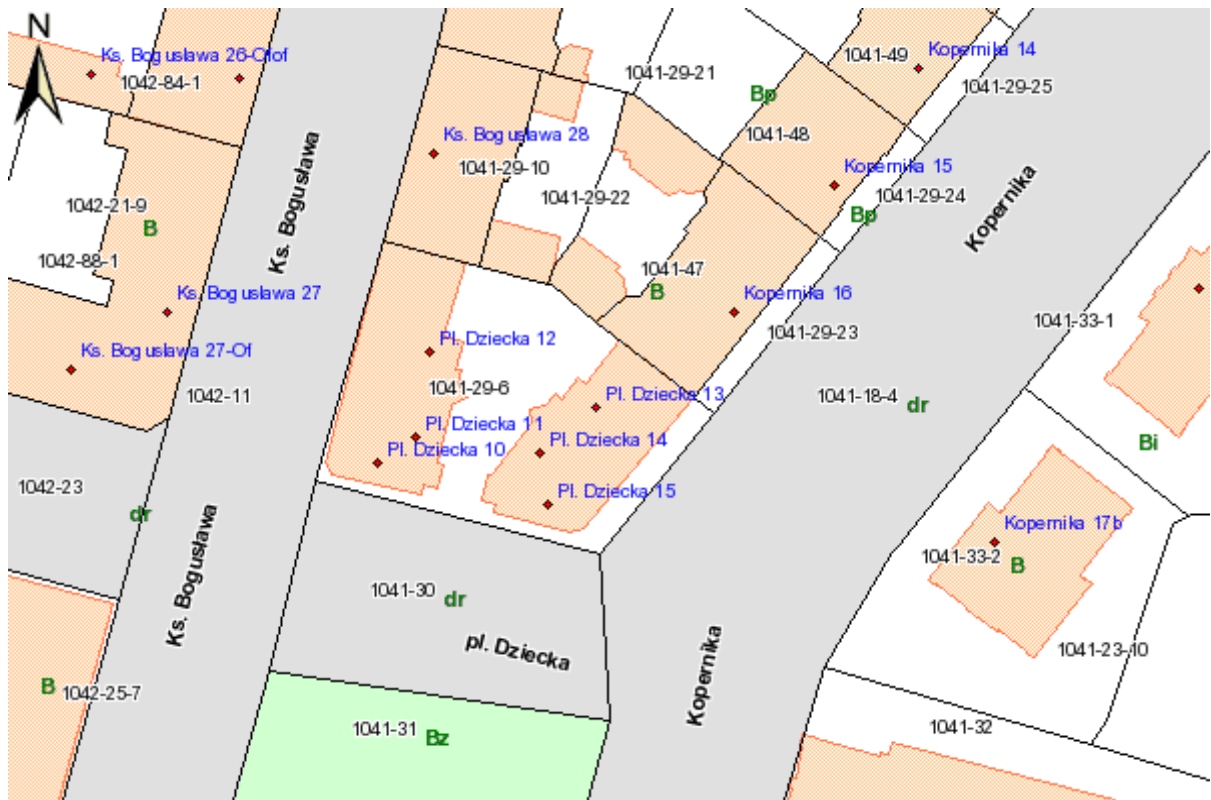 N
Ks. Bogusława 26-Ofof
1042-84-1
1041-29-21
1041-49
Kopernika 14
1041-29-25
Bp
1041-48
Ks. Bogusława 28
1041-29-10
Ks. Bogusława
Kopernika 15
1041-29-24
1041-29-22
1042-21-9
B
Bp
Kopernika
1042-88-1
1041-47
B
Ks. Bogusława 27
Kopernika 16
1041-33-1
1041-29-23
Pl. Dziecka 12
Ks. Bogusława 27-Of
1041-29-6
1042-11
Pl. Dziecka 13
1041-18-4
dr
Pl. Dziecka 11
Pl. Dziecka 14
Bi
Pl. Dziecka 10
1042-23
Pl. Dziecka 15
dr
Kopernika 17b
1041-33-2
B
Ks. Bogusława
1041-30
dr
pl. Dziecka
1041-23-10
Kopernika
B
1042-25-7
1041-31
Bz
1041-32